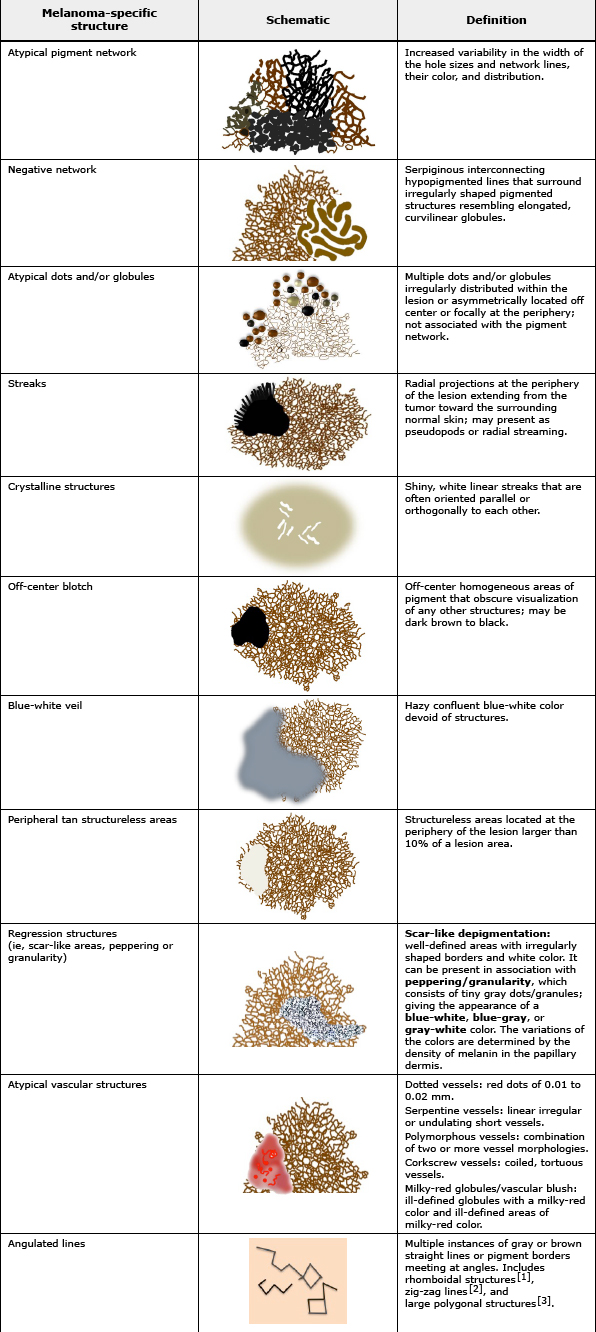 Melanoma-specific
structure
Schematic
Definition
Atypical pigment network
Increased variability in the width of
the hole sizes and network lines,
their color, and distribution.
Negative network
Serpiginous interconnecting
hypopigmented lines that surround
irregularly shaped pigmented
structures resembling elongated,
curvilinear globules.
Atypical dots and/or globules
Multiple dots and/or globules
irregularly distributed within the
lesion or asymmetrically located off
center or focally at the periphery;
not associated with the pigment
network.
Streaks
Radial projections at the periphery
of the lesion extending from the
tumor toward the surrounding
normal skin; may present as
pseudopods or radial streaming.
Crystalline structures
Shiny, white linear streaks that are
often oriented parallel or
orthogonally to each other.
Off-center blotch
Off-center homogeneous areas of
pigment that obscure visualization
of any other structures; may be
dark brown to black.
Blue-white veil
Hazy confluent blue-white color
devoid of structures.
Peripheral tan structureless areas
Structureless areas located at the
periphery of the lesion larger than
10% of a lesion area.
Regression structures
(ie, scar-like areas, peppering or
granularity)
Scar-like depigmentation:
well-defined areas with irregularly
shaped borders and white color. It
can be present in association with
peppering/granularity, which
consists of tiny gray dots/granules;
giving the appearance of a
blue-white, blue-gray, or
gray-white color. The variations of
the colors are determined by the
density of melanin in the papillary
dermis.
Atypical vascular structures
Dotted vessels: red dots of 0.01 to
0.02 mm.
Serpentine vessels: linear irregular
or undulating short vessels.
Polymorphous vessels: combination
of two or more vessel morphologies.
Corkscrew vessels: coiled, tortuous
vessels.
Milky-red globules/vascular blush:
ill-defined globules with a milky-red
color and ill-defined areas of
milky-red color.
Angulated lines
Multiple instances of gray or brown
straight lines or pigment borders
meeting at angles. Includes
rhomboidal structures[1],
zig-zag lines[2], and
large polygonal structures[3].